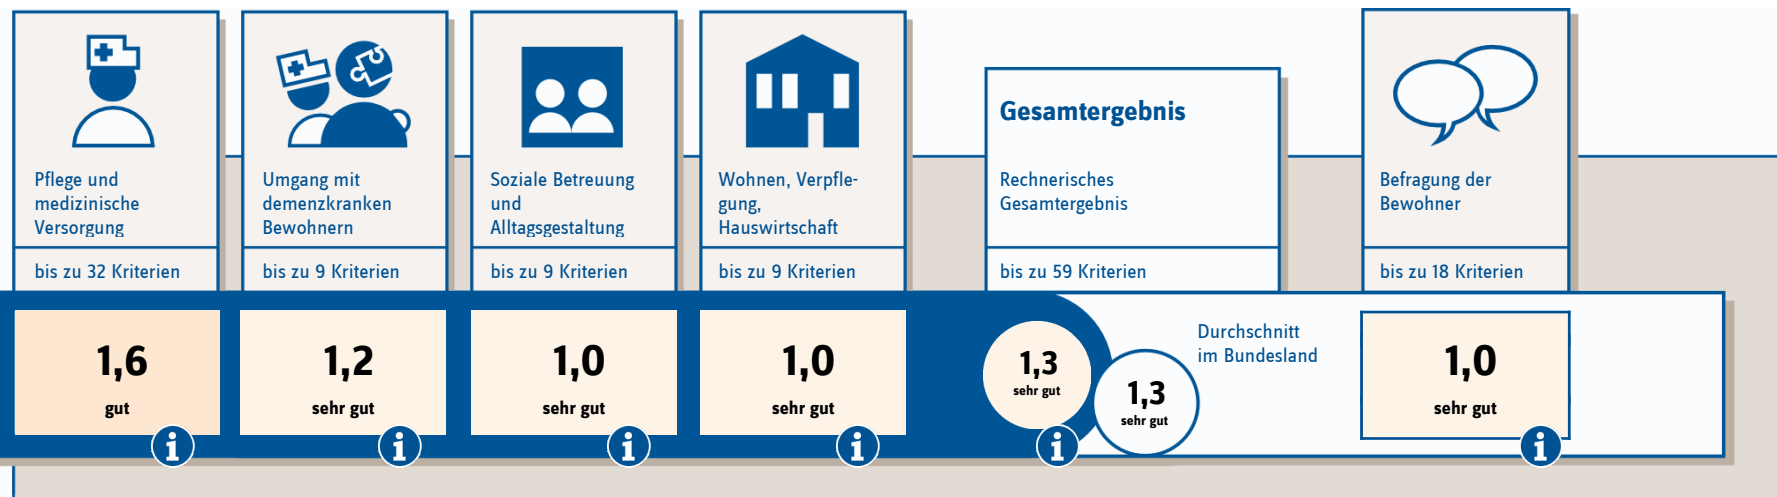 Pflege und
medizinische
Versorgung
bis zu 32 Kriterien
1,6
gut
Umgang mit
demenzkranken
Bewohnern
bis zu 9 Kriterien
1,2
sehr gut
Soziale Betreuung
und
Alltagsgestaltung
bis zu 9 Kriterien
1,0
sehr gut
Wohnen, Verpfle-
gung,
Hauswirtschaft
bis zu 9 Kriterien
1,0
sehr gut
Gesamtergebnis
Rechnerisches
Gesamtergebnis
bis zu 59 Kriterien
1,3
sehr gut
Durchschnitt
im Bundesland
1,3
sehr gut
Befragung der
Bewohner
bis zu 18 Kriterien
1,0
sehr gut